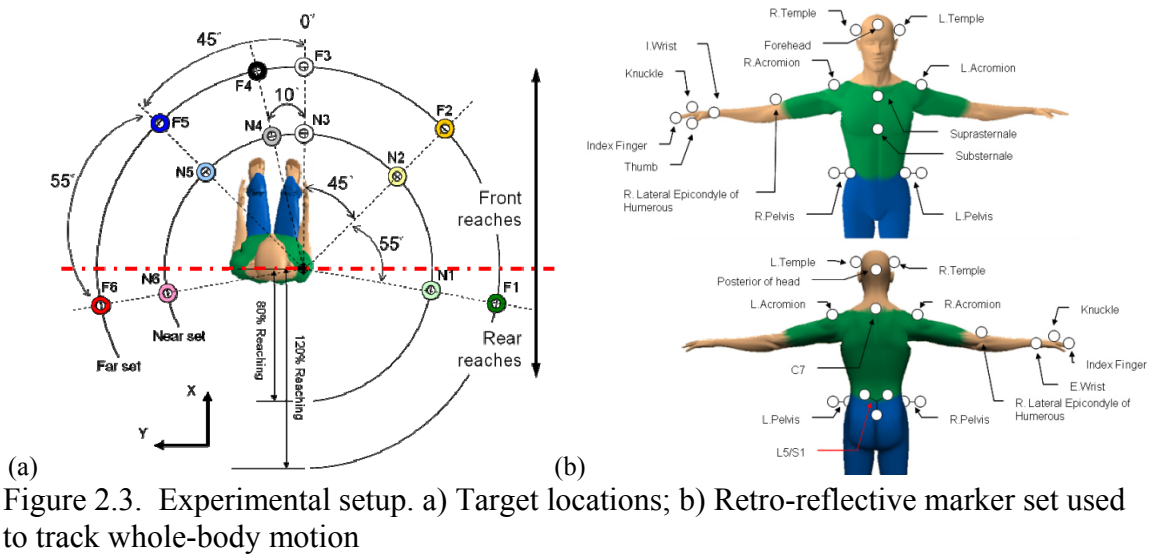 0°
45°
F3
F4
10°
F2
N4
N3
F5
N5
N2
55°
45°
Front
reaches
55°
N6
N1
F6
F1
Near set
Far set
80% Reaching
120% Reaching
Rear
reaches
X
Y
(a)
R.Temple
L.Temple
Forehead
I.Wrist
R.Acromion
L.Acromion
Knuckle
Index Finger
Thumb
Suprasternale
Substernale
R. Lateral Epicondyle of
Humerous
R.Pelvis
L.Pelvis
L.Temple
R.Temple
Posterior of head
L.Acromion
R.Acromion
Knuckle
Index Finger
C7
E.Wrist
R. Lateral Epicondyle of
Humerous
L.Pelvis
R.Pelvis
L5/S1
(b)
Figure 2.3.  Experimental setup. a) Target locations; b) Retro-reflective marker set used
to track whole-body motion